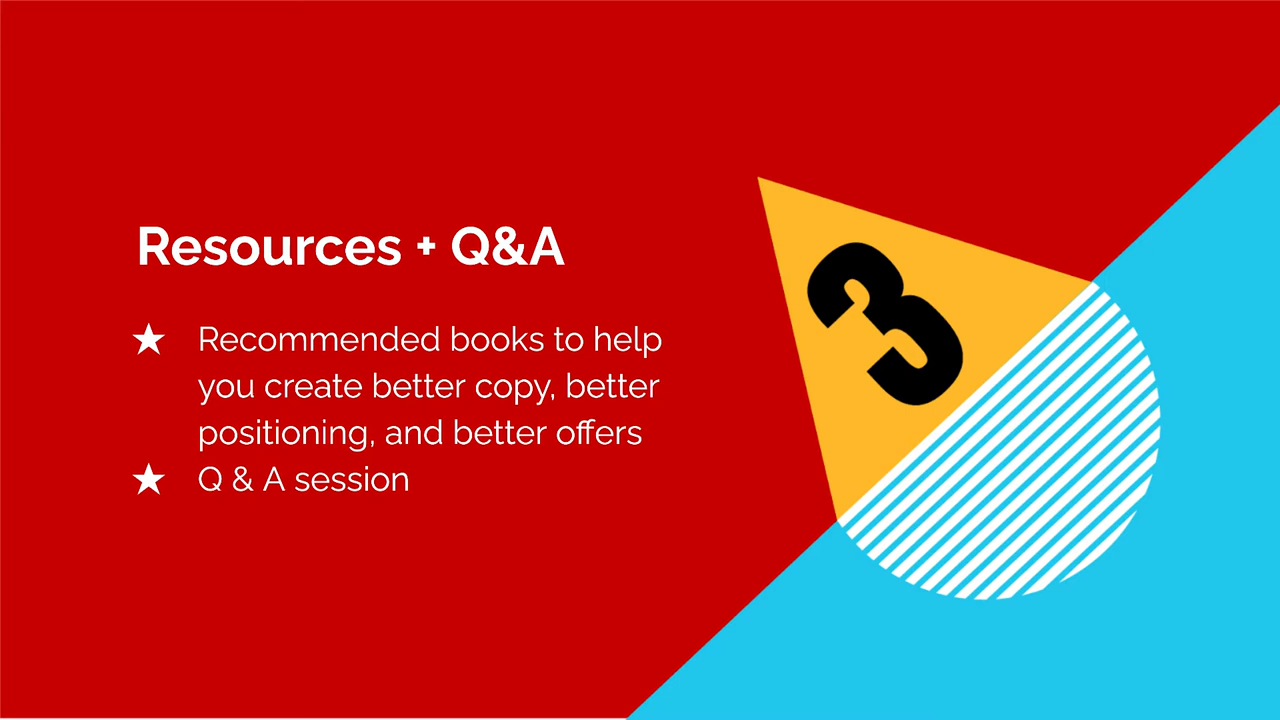 Resources + Q&A
★ Recommended books to help
you create better copy, better
positioning, and better offers
★ Q & A session
3